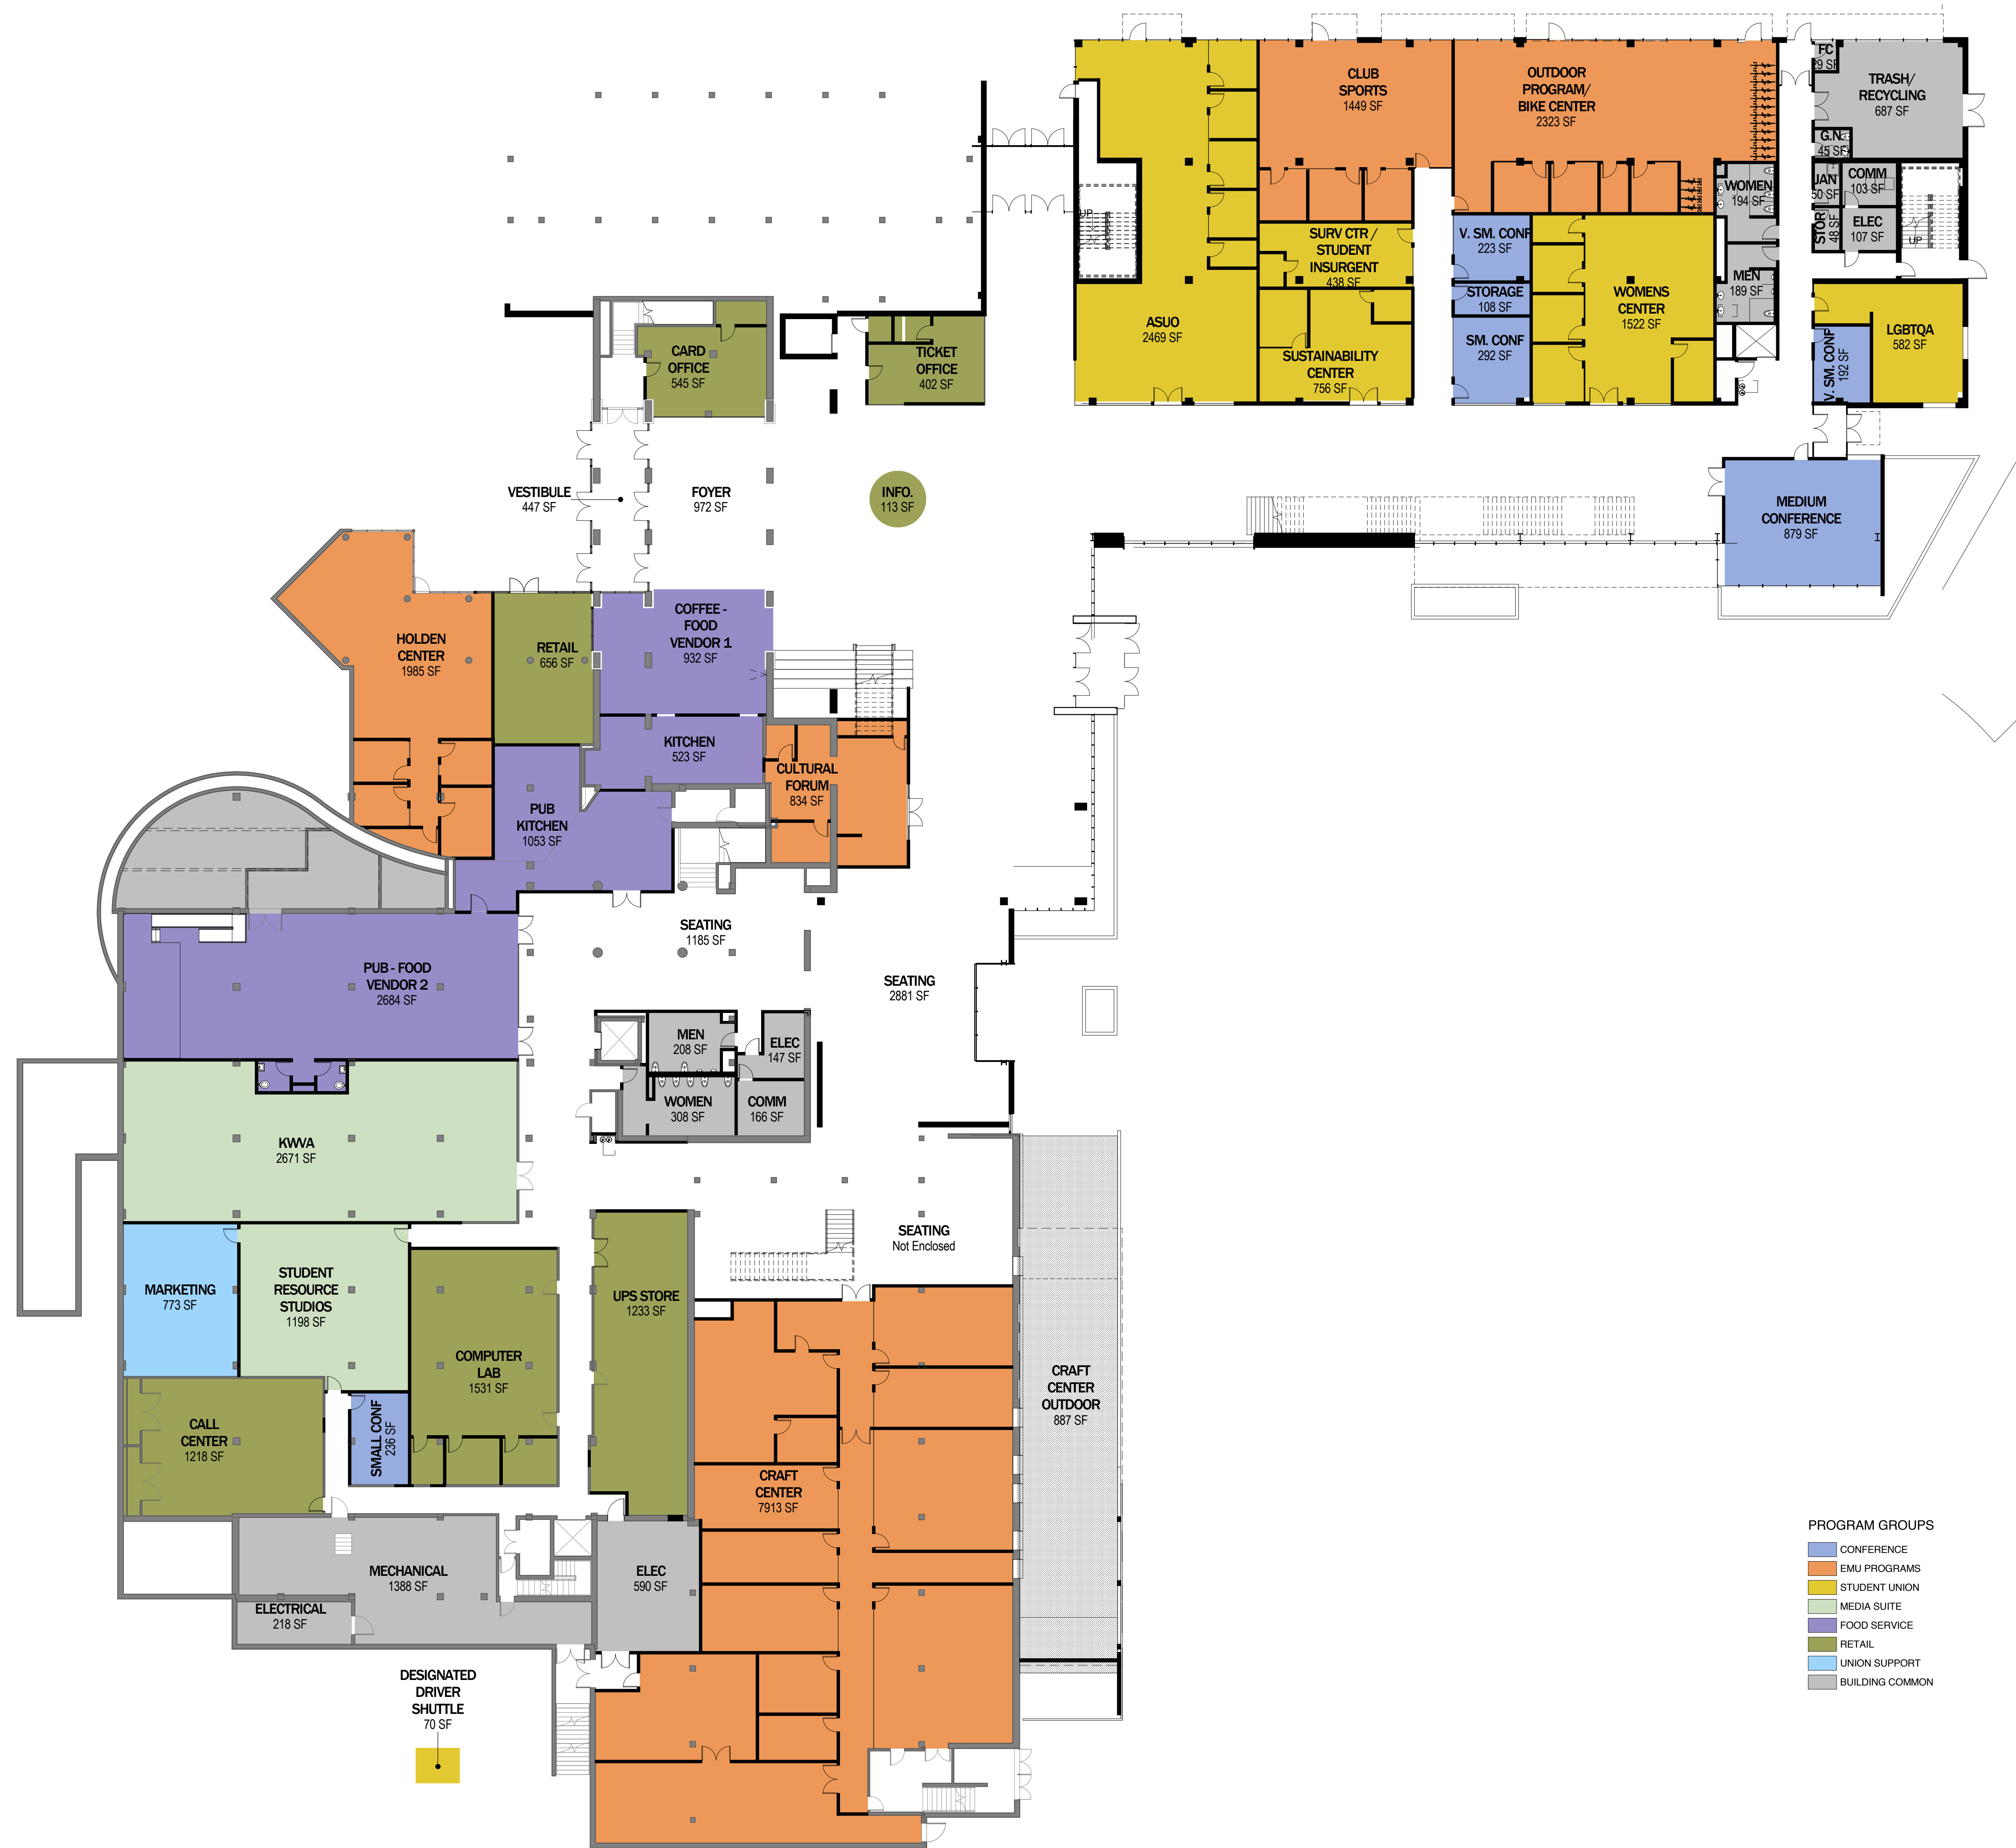 FC
29 SF
TRASH/
RECYCLING
687 SF
CLUB
SPORTS
1449 SF
OUTDOOR
PROGRAM/
BIKE CENTER
2323 SF
G.N.
45 SF
JAN
50 SF
COMM
103 SF
WOMEN
194 SF
STOR
48 SF
ELEC
107 SF
UP
UP
SURV CTR /
STUDENT
INSURGENT
438 SF
V. SM. CONF
223 SF
STORAGE
108 SF
WOMENS
CENTER
1522 SF
MEN
189 SF
ASUO
2469 SF
SM. CONF
292 SF
SUSTAINABILITY
CENTER
756 SF
V. SM. CONF
192 SF
LGBTQA
582 SF
CARD
OFFICE
545 SF
TICKET
OFFICE
402 SF
VESTIBULE
447 SF
FOYER
972 SF
INFO.
113 SF
MEDIUM
CONFERENCE
879 SF
HOLDEN
CENTER
1985 SF
RETAIL
656 SF
COFFEE -
FOOD
VENDOR 1
932 SF
KITCHEN
523 SF
CULTURAL
FORUM
834 SF
PUB
KITCHEN
1053 SF
SEATING
1185 SF
PUB - FOOD
VENDOR 2
2684 SF
SEATING
2881 SF
MEN
208 SF
ELEC
147 SF
WOMEN
308 SF
COMM
166 SF
KWVA
2671 SF
SEATING
Not Enclosed
MARKETING
773 SF
STUDENT
RESOURCE
STUDIOS
1198 SF
UPS STORE
1233 SF
COMPUTER
LAB
1531 SF
CRAFT
CENTER
OUTDOOR
887 SF
CALL
CENTER
1218 SF
SMALL CONF
236 SF
CRAFT
CENTER
7913 SF
MECHANICAL
1388 SF
ELEC
590 SF
ELECTRICAL
218 SF
DESIGNATED
DRIVER
SHUTTLE
70 SF
PROGRAM GROUPS
CONFERENCE
EMU PROGRAMS
STUDENT UNION
MEDIA SUITE
FOOD SERVICE
RETAIL
UNION SUPPORT
BUILDING COMMON